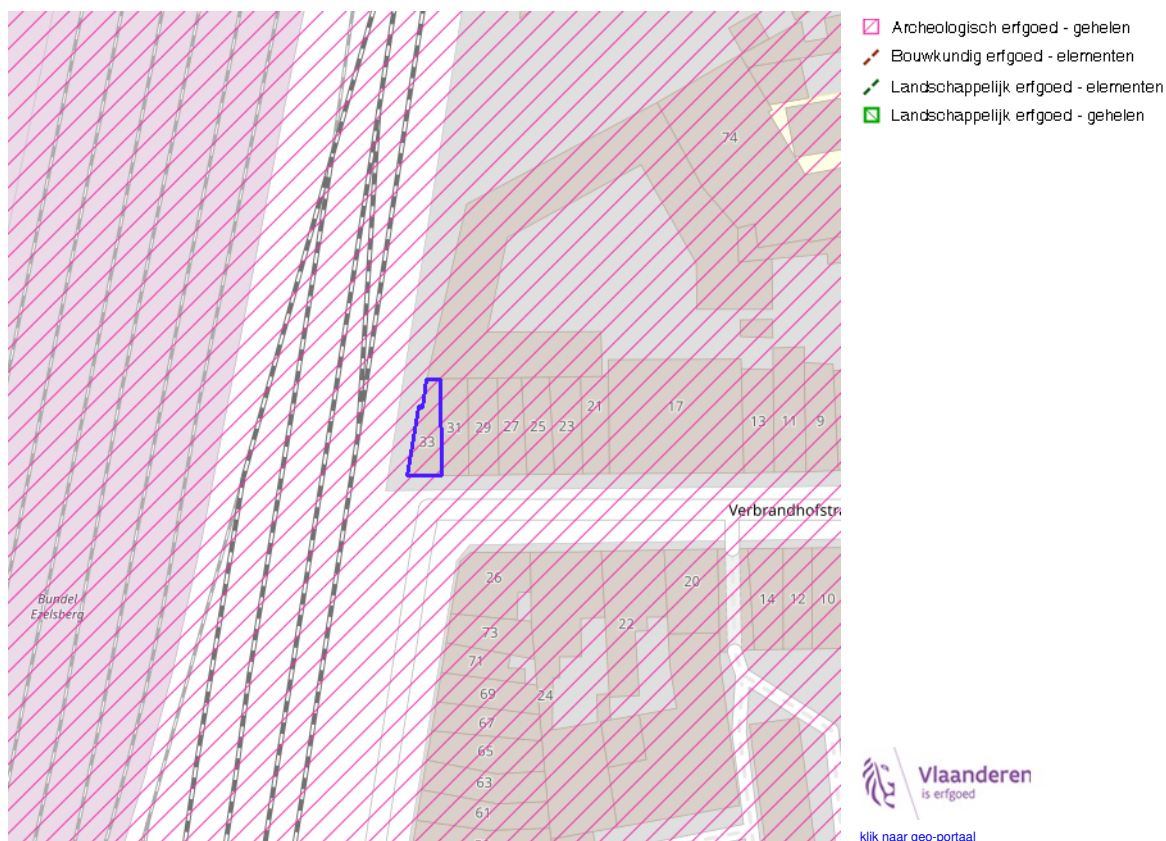 Archeologisch erfgoed - gehelen
Bouwkundig erfgoed - elementen
Landschappelijk erfgoed - elementen
Landschappelijk erfgoed - gehelen
74
21
17
13
11
9
33
31
29
27
25
23
Verbrandhofstra
26
20
14
12
10
22
73
71
69
24
67
65
63
61
Bundel
Ezelsberg
Vlaanderen
is erfgoed
klik naar geo-portaal